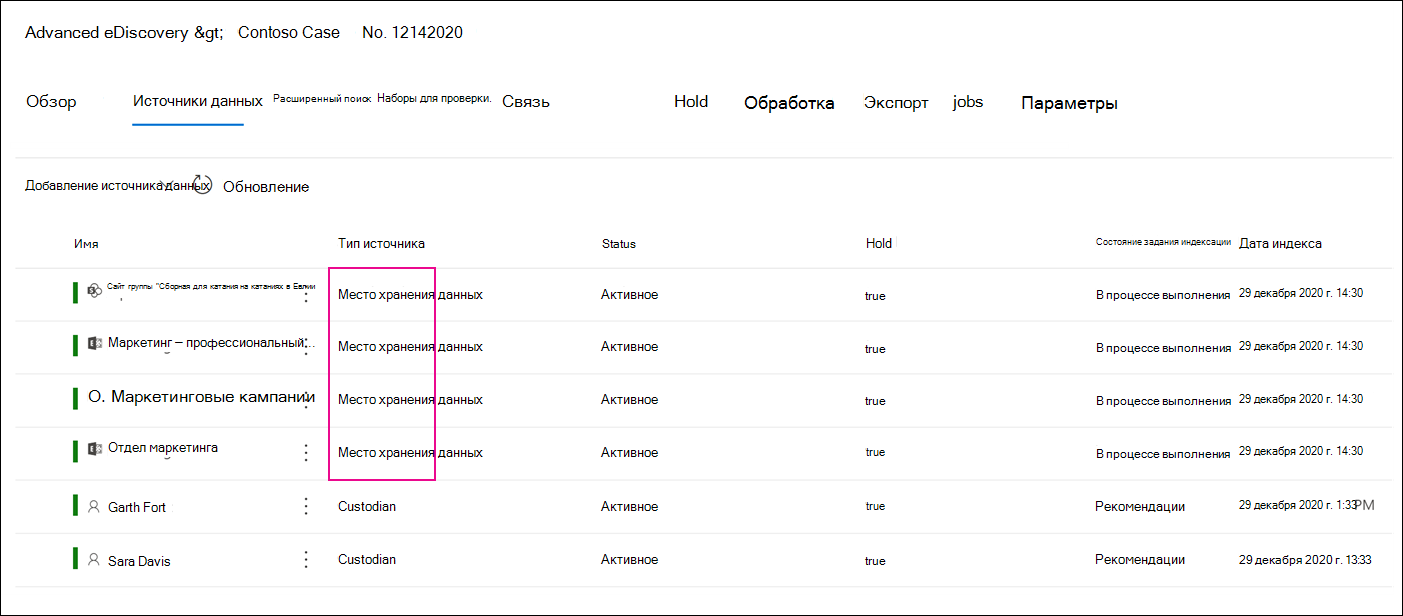 Advanced eDiscovery &gt; Contoso Case No. 12142020
Обзор Источники данных Расширенный поиск Наборы для проверки. Связь Hold Обработка Экспорт jobs Параметры
Добавление источника данных Обновление
Имя Тип источника Status Hold Состояние задания индексации Дата индекса
Сайт группы "Сборная для катания на катаниях в Евлии Место хранения данных Активное true В процессе выполнения 29 декабря 2020 г. 14:30
Маркетинг – профессиональный... Место хранения данных Активное true В процессе выполнения 29 декабря 2020 г. 14:30
О. Маркетинговые кампании Место хранения данных Активное true В процессе выполнения 29 декабря 2020 г. 14:30
Отдел маркетинга Место хранения данных Активное true В процессе выполнения 29 декабря 2020 г. 14:30
Garth Fort Custodian Активное true Рекомендации 29 декабря 2020 г. 1:33 PM
Sara Davis Custodian Активное true Рекомендации 29 декабря 2020 г. 13:33